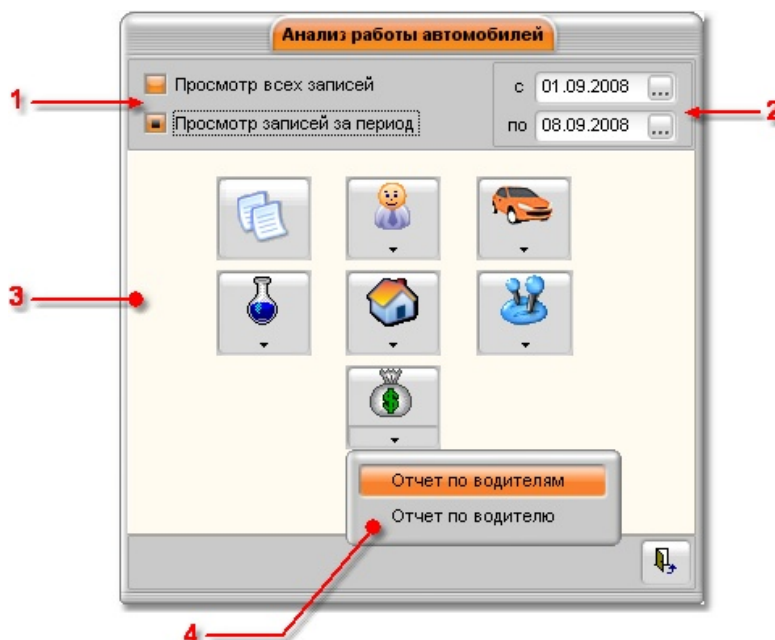 Анализ работы автомобилей
1
Просмотр всех записей
Просмотр записей за период
с 01.09.2008 ...
по 08.09.2008 ...
2
3
$
Отчет по водителям
Отчет по водителю
4